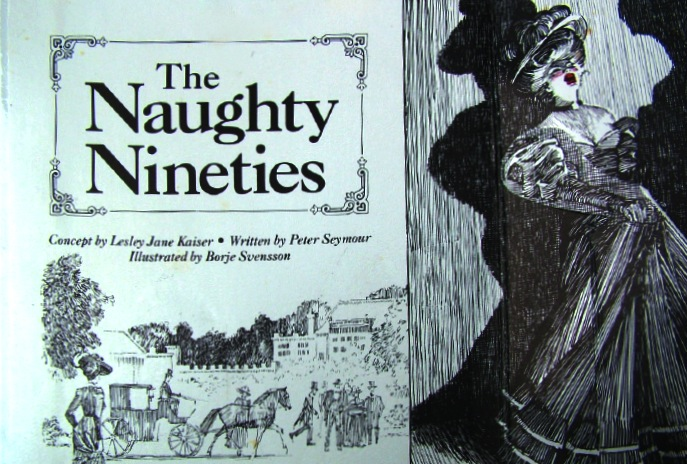 The
Naughty
Nineties
Concept by Lesley Jane Kaiser • Written by Peter Seymour
Illustrated by Borje Svensson